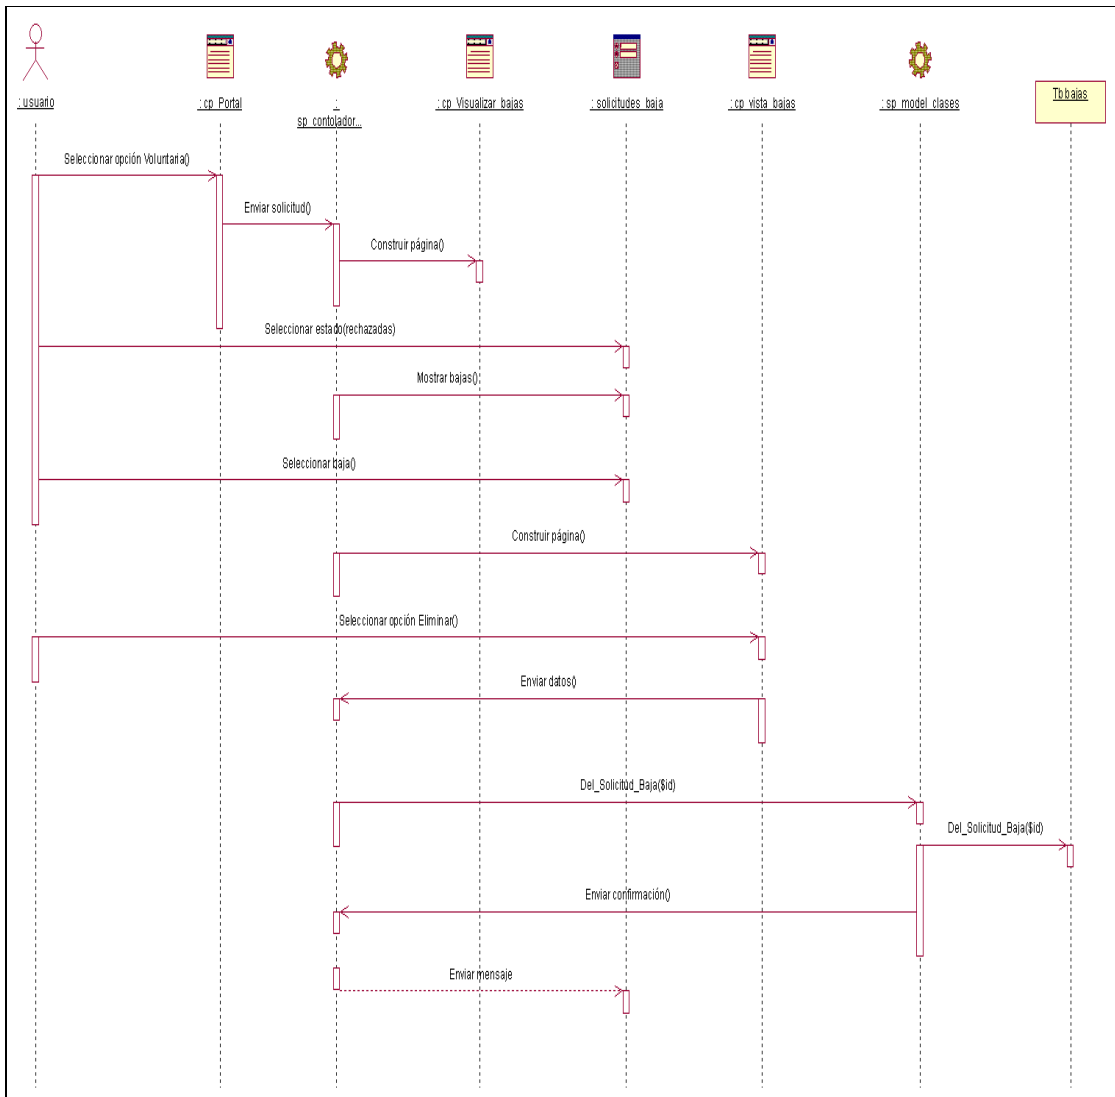 : usuario
: cp_Portal
:
sp_contolador...
: cp_Visualizar_bajas
: solicitudes_baja
: cp_vista_bajas
: sp_model_clases
Tb bajas
Seleccionar opción Voluntaria()
Enviar solicitud()
Construir página()
Seleccionar estado(rechazadas)
Mostrar bajas()
Seleccionar baja()
Construir página()
Seleccionar opción Eliminar()
Enviar datos()
Del_Solicitud_Baja($id)
Del_Solicitud_Baja($id)
Enviar confirmación()
Enviar mensaje